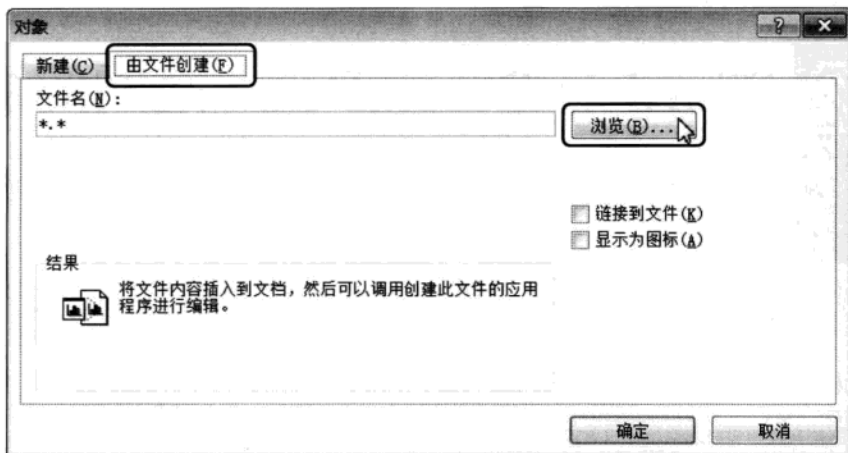 对象
新建(C) 由文件创建(F)
文件名(N):
*.*
浏览(B)...
链接到文件(K)
显示为图标(A)
结果
将文件内容插入到文档，然后可以调用创建此文件的应用
程序进行编辑。
确定 取消